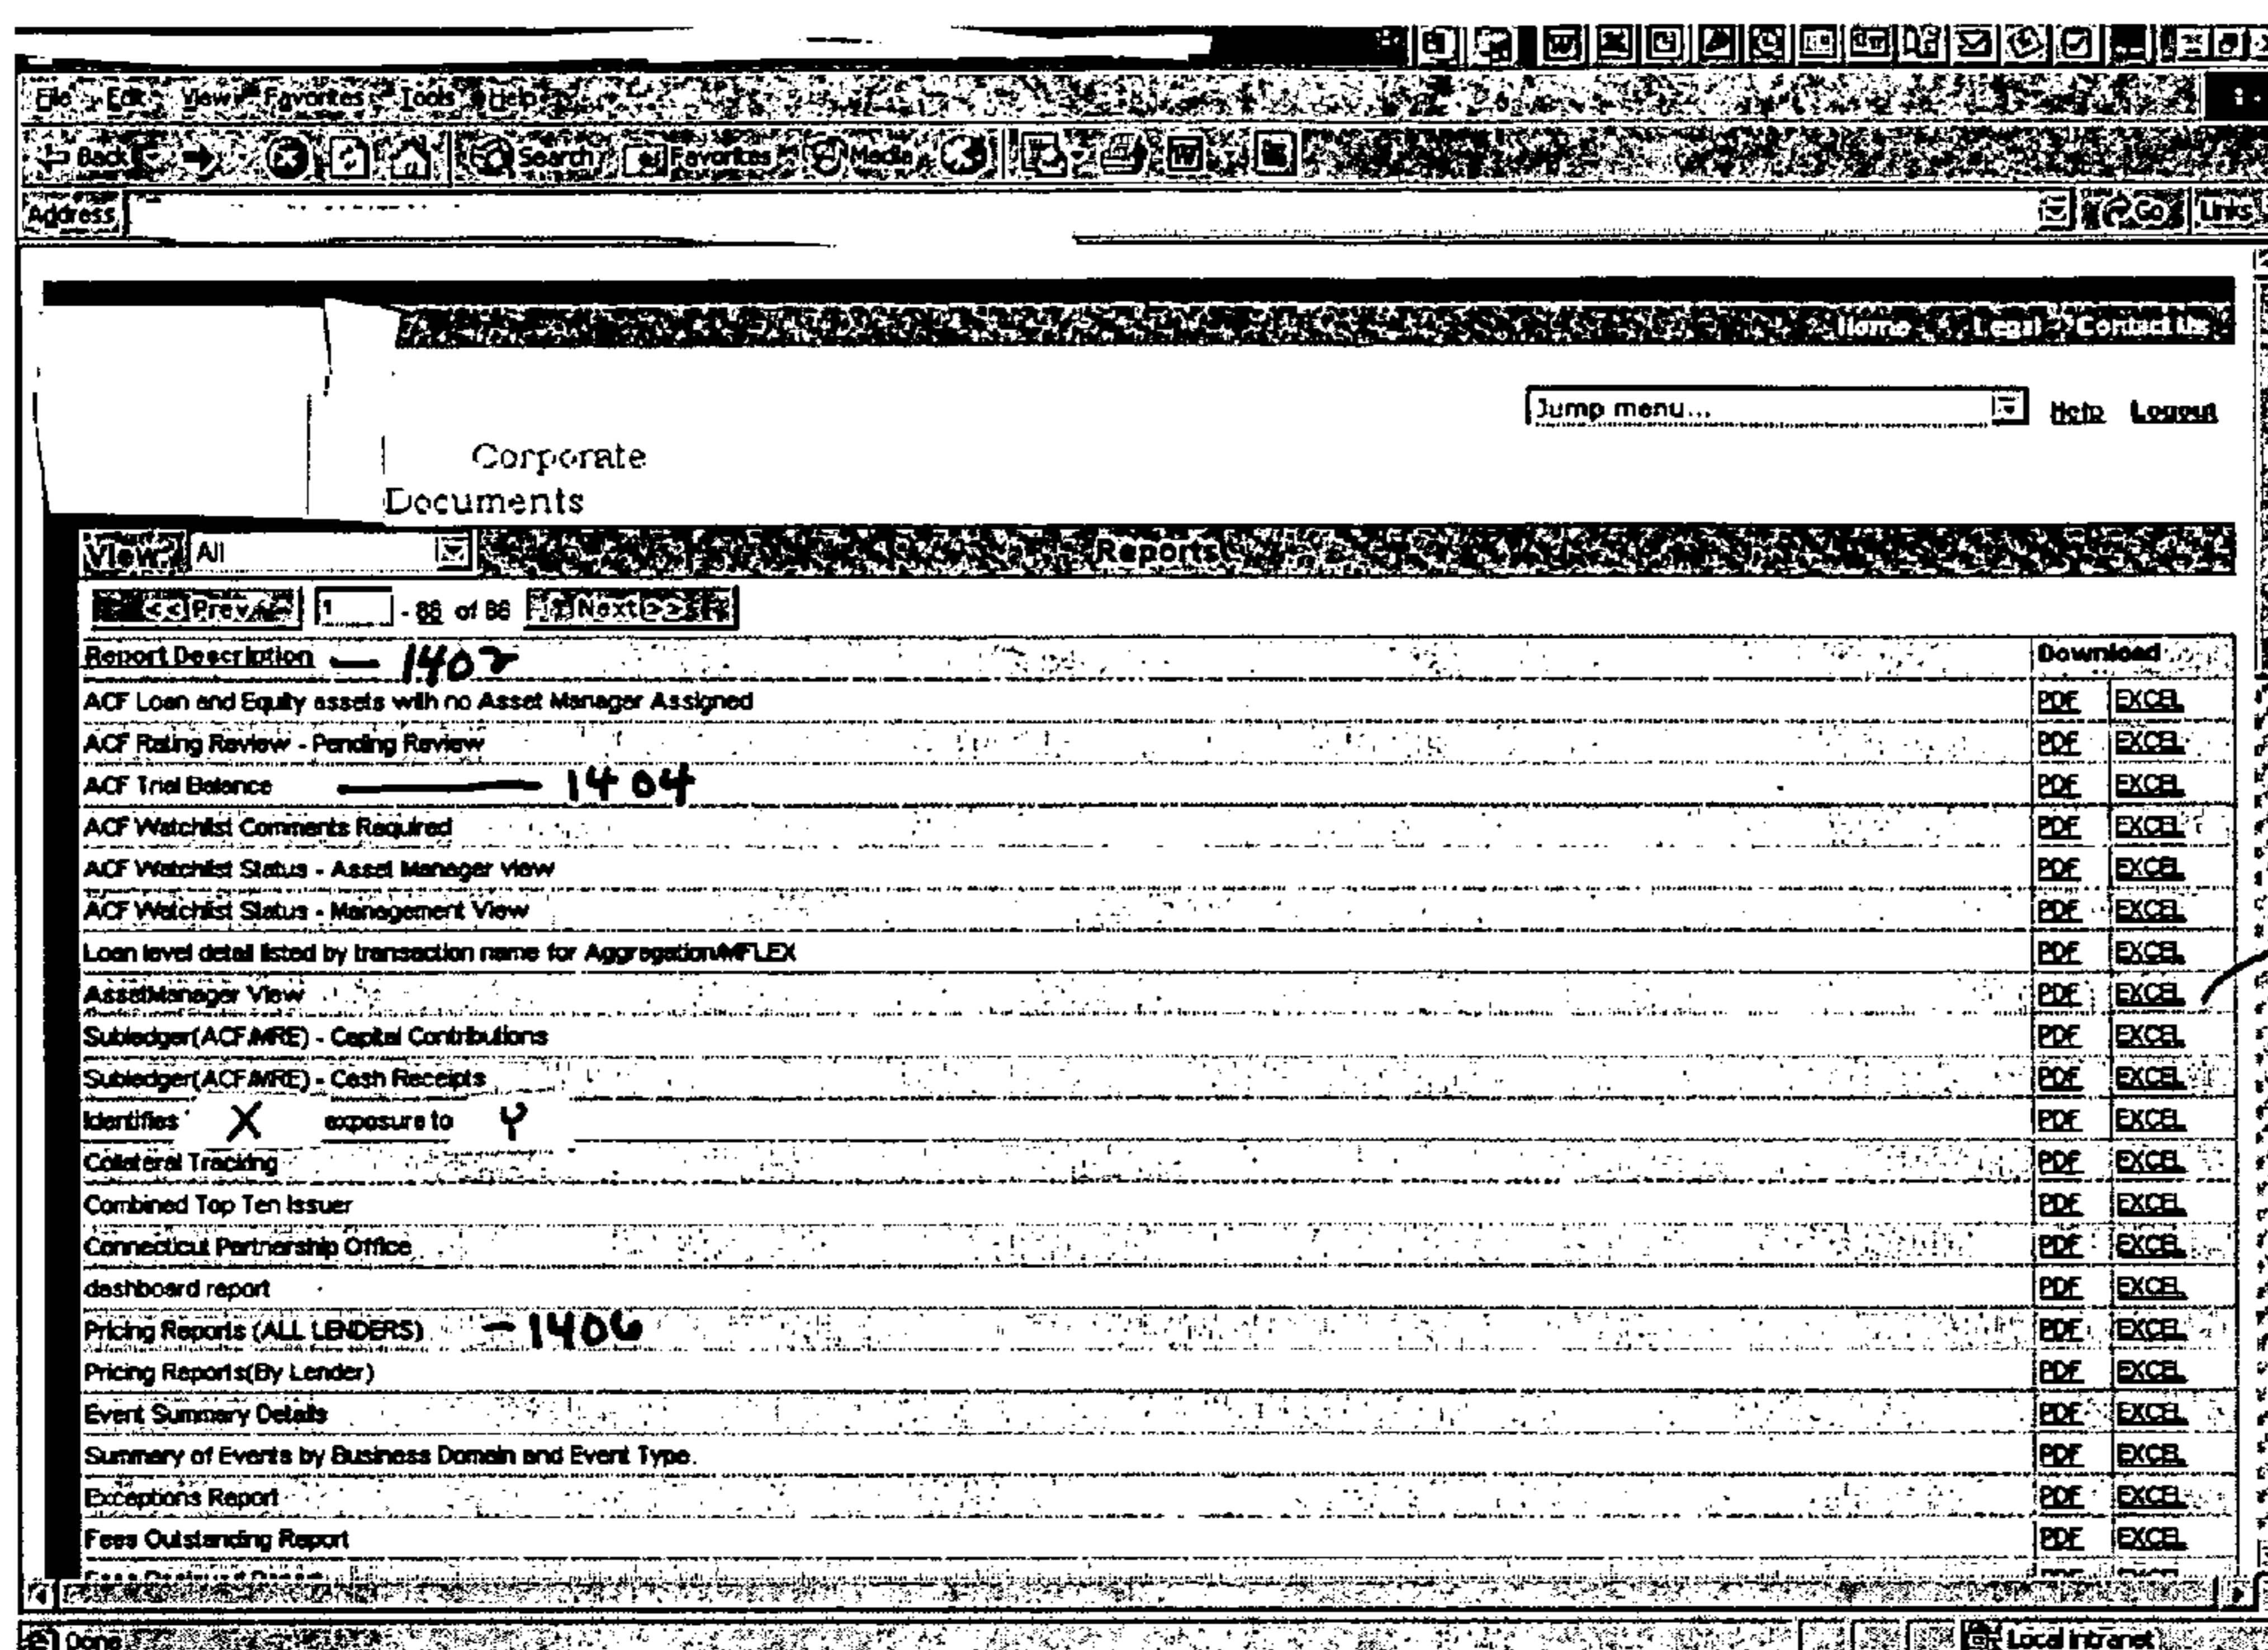 File Edit View Favorites Tools Help
Back Search Favorites Media
Address Go Links
Home Legal Contact Us
Jump menu... Help Logout
Corporate
Documents
View? All Reports
<< Prev 1 - 86 of 86 Next >>
Report Description — 1402 Download
ACF Loan and Equity assets with no Asset Manager Assigned PDF EXCEL
ACF Rating Review - Pending Review PDF EXCEL
ACF Trial Balance — 1404 PDF EXCEL
ACF Watchlist Comments Required PDF EXCEL
ACF Watchlist Status - Asset Manager view PDF EXCEL
ACF Watchlist Status - Management View PDF EXCEL
Loan level detail listed by transaction name for Aggregation/MFLEX PDF EXCEL
AssetManager View PDF EXCEL
Subledger(ACF/MRE) - Capital Contributions PDF EXCEL
Subledger(ACF/MRE) - Cash Receipts PDF EXCEL
Identifies X exposure to Y PDF EXCEL
Collateral Tracking PDF EXCEL
Combined Top Ten Issuer PDF EXCEL
Connecticut Partnership Office PDF EXCEL
dashboard report PDF EXCEL
Pricing Reports (ALL LENDERS) - 1406 PDF EXCEL
Pricing Reports(By Lender) PDF EXCEL
Event Summary Details PDF EXCEL
Summary of Events by Business Domain and Event Type. PDF EXCEL
Exceptions Report PDF EXCEL
Fees Outstanding Report PDF EXCEL
Done Local intranet